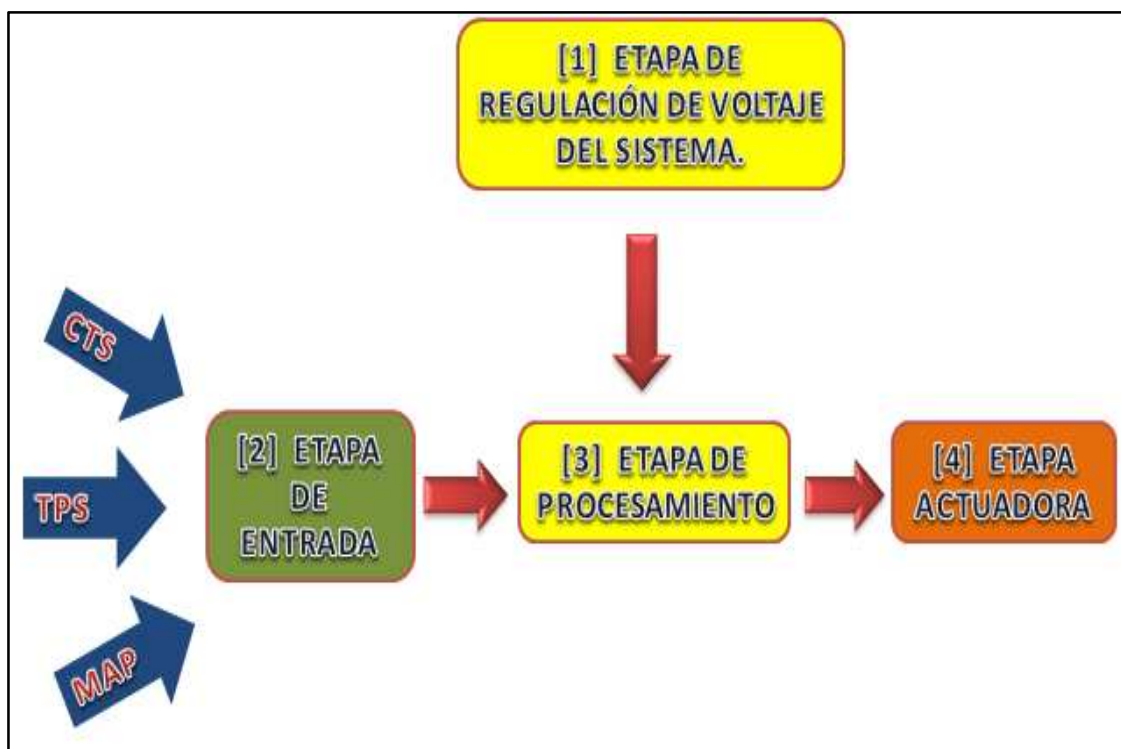 [1] ETAPA DE
REGULACIÓN DE VOLTAJE
DEL SISTEMA.
CTS
TPS
MAP
[2] ETAPA
DE
ENTRADA
[3] ETAPA DE
PROCESAMIENTO
[4] ETAPA
ACTUADORA